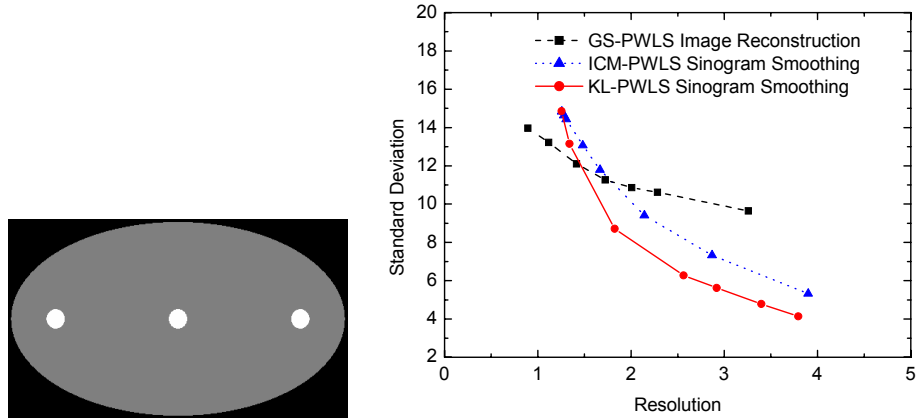 20
18
16
14
12
10
8
6
4
2
Standard Deviation
GS-PWLS Image Reconstruction
ICM-PWLS Sinogram Smoothing
KL-PWLS Sinogram Smoothing
0 1 2 3 4 5
Resolution